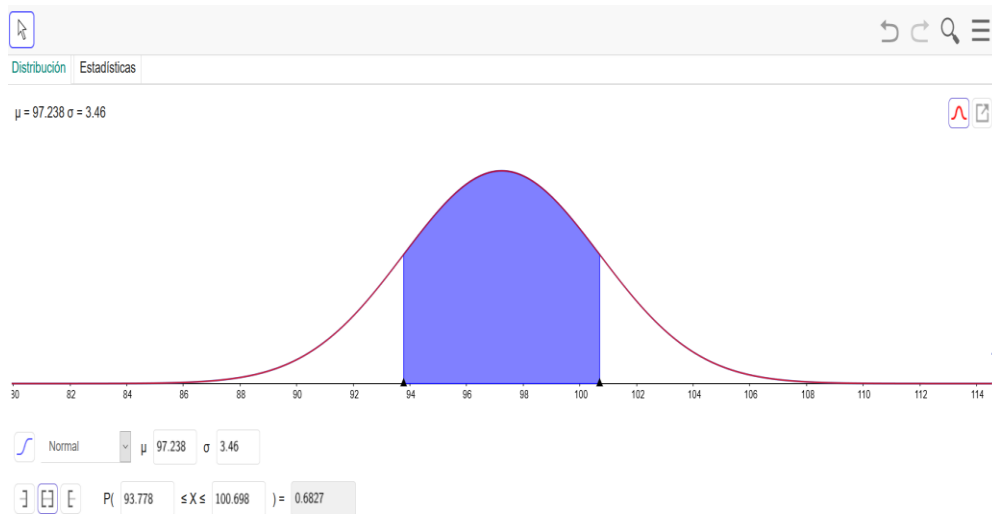 Distribución Estadísticas
μ = 97.238 σ = 3.46
80 82 84 86 88 90 92 94 96 98 100 102 104 106 108 110 112 114
Normal μ 97.238 σ 3.46
P( 93.778 ≤ X ≤ 100.698 ) = 0.6827